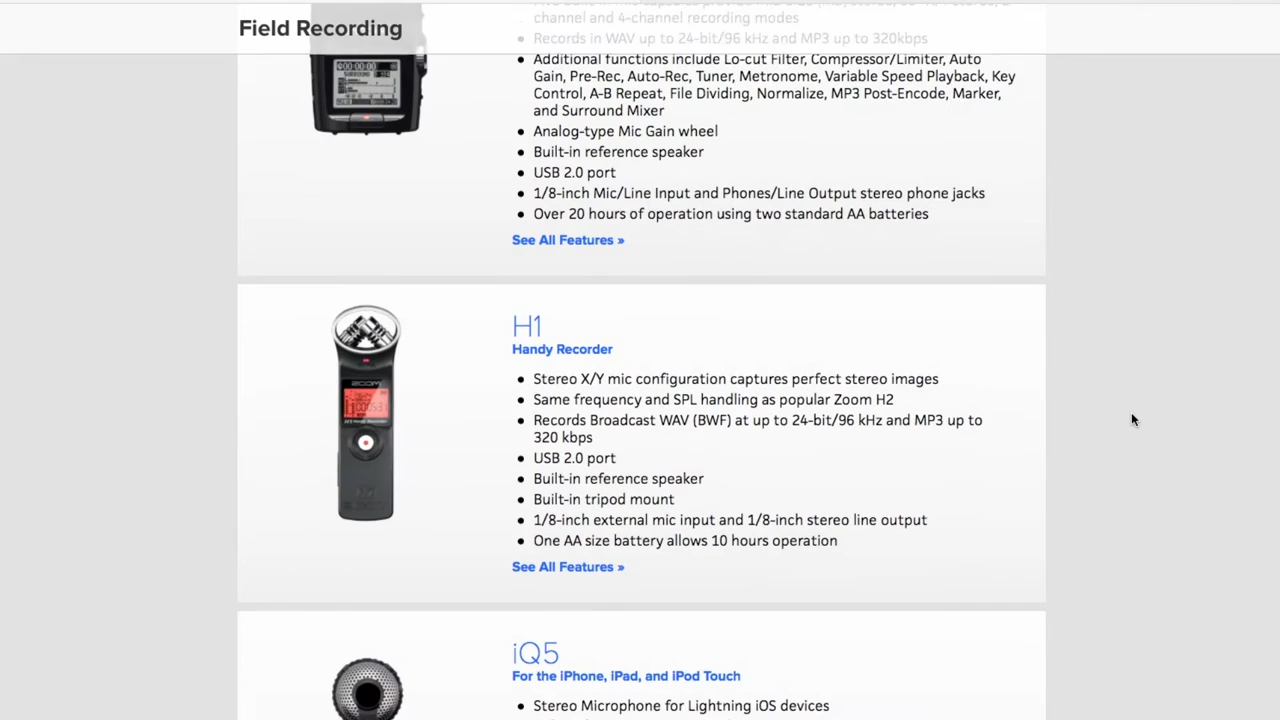 Field Recording
channel and 4-channel recording modes
Records in WAV up to 24-bit/96 kHz and MP3 up to 320kbps
Additional functions include Lo-cut Filter, Compressor/Limiter, Auto
Gain, Pre-Rec, Auto-Rec, Tuner, Metronome, Variable Speed Playback, Key
Control, A-B Repeat, File Dividing, Normalize, MP3 Post-Encode, Marker,
and Surround Mixer
Analog-type Mic Gain wheel
Built-in reference speaker
USB 2.0 port
1/8-inch Mic/Line Input and Phones/Line Output stereo phone jacks
Over 20 hours of operation using two standard AA batteries
See All Features »
H1
Handy Recorder
Stereo X/Y mic configuration captures perfect stereo images
Same frequency and SPL handling as popular Zoom H2
Records Broadcast WAV (BWF) at up to 24-bit/96 kHz and MP3 up to
320 kbps
USB 2.0 port
Built-in reference speaker
Built-in tripod mount
1/8-inch external mic input and 1/8-inch stereo line output
One AA size battery allows 10 hours operation
See All Features »
ZOOM
iQ5
For the iPhone, iPad, and iPod Touch
Stereo Microphone for Lightning iOS devices